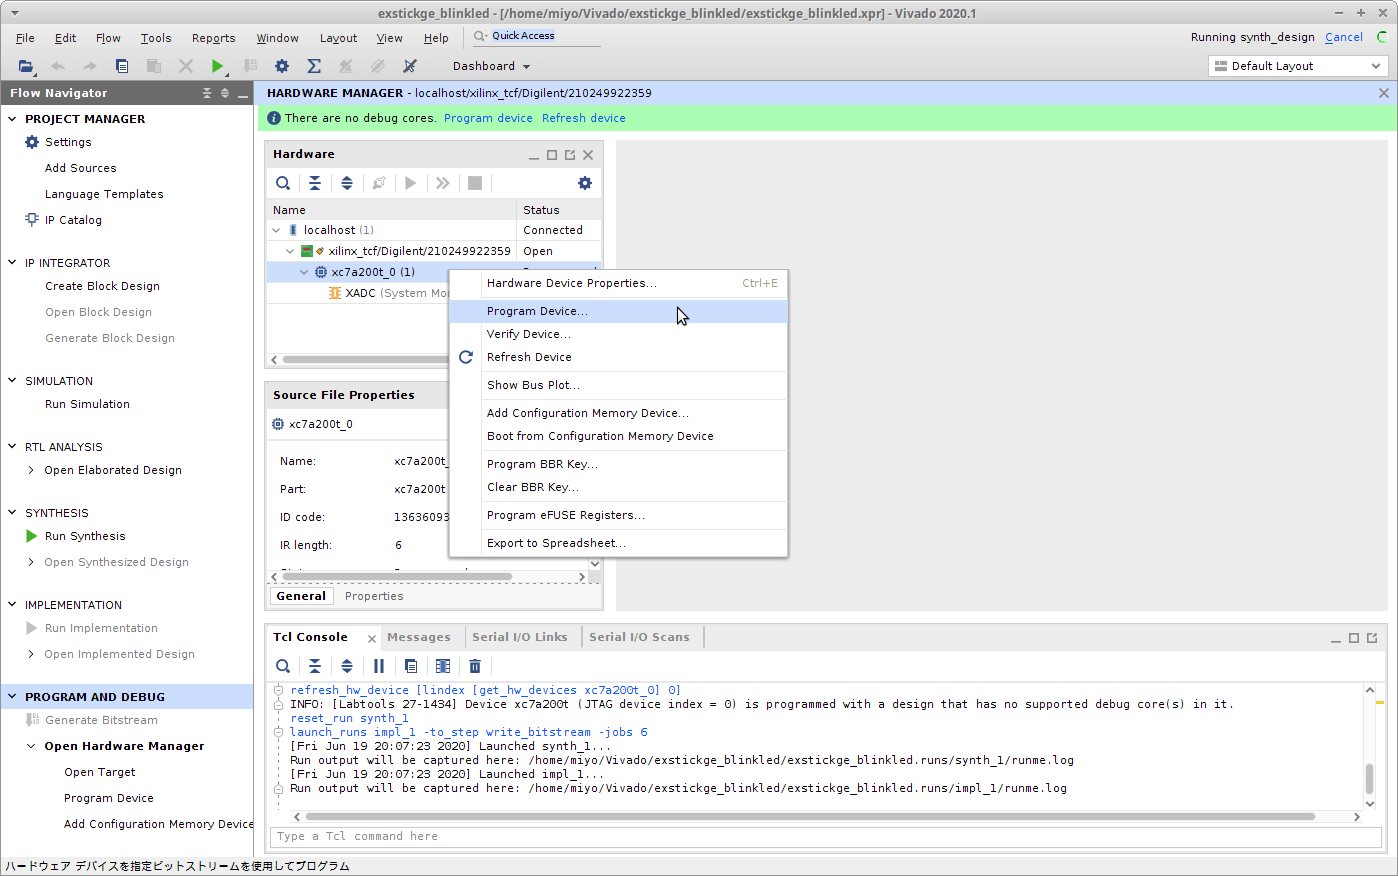 exstickge_blinkled - [/home/miyo/Vivado/exstickge_blinkled/exstickge_blinkled.xpr] - Vivado 2020.1
File Edit Flow Tools Reports Window Layout View Help Quick Access
Running synth_design Cancel
Dashboard
Default Layout
Flow Navigator
PROJECT MANAGER
Settings
Add Sources
Language Templates
IP Catalog
IP INTEGRATOR
Create Block Design
Open Block Design
Generate Block Design
SIMULATION
Run Simulation
RTL ANALYSIS
Open Elaborated Design
SYNTHESIS
Run Synthesis
Open Synthesized Design
IMPLEMENTATION
Run Implementation
Open Implemented Design
PROGRAM AND DEBUG
Generate Bitstream
Open Hardware Manager
Open Target
Program Device
Add Configuration Memory Device
HARDWARE MANAGER - localhost/xilinx_tcf/Digilent/210249922359
There are no debug cores. Program device Refresh device
Hardware
Name Status
localhost (1) Connected
xilinx_tcf/Digilent/210249922359 Open
xc7a200t_0 (1)
XADC (System Mo
Hardware Device Properties... Ctrl+E
Program Device...
Verify Device...
Refresh Device
Show Bus Plot...
Add Configuration Memory Device...
Boot from Configuration Memory Device
Program BBR Key...
Clear BBR Key...
Program eFUSE Registers...
Export to Spreadsheet...
Source File Properties
xc7a200t_0
Name: xc7a200t_
Part: xc7a200t
ID code: 13636093
IR length: 6
General Properties
Tcl Console Messages Serial I/O Links Serial I/O Scans
refresh_hw_device [lindex [get_hw_devices xc7a200t_0] 0]
INFO: [Labtools 27-1434] Device xc7a200t (JTAG device index = 0) is programmed with a design that has no supported debug core(s) in it.
reset_run synth_1
launch_runs impl_1 -to_step write_bitstream -jobs 6
[Fri Jun 19 20:07:23 2020] Launched synth_1...
Run output will be captured here: /home/miyo/Vivado/exstickge_blinkled/exstickge_blinkled.runs/synth_1/runme.log
[Fri Jun 19 20:07:23 2020] Launched impl_1...
Run output will be captured here: /home/miyo/Vivado/exstickge_blinkled/exstickge_blinkled.runs/impl_1/runme.log
Type a Tcl command here
ハードウェア デバイスを指定ビットストリームを使用してプログラム